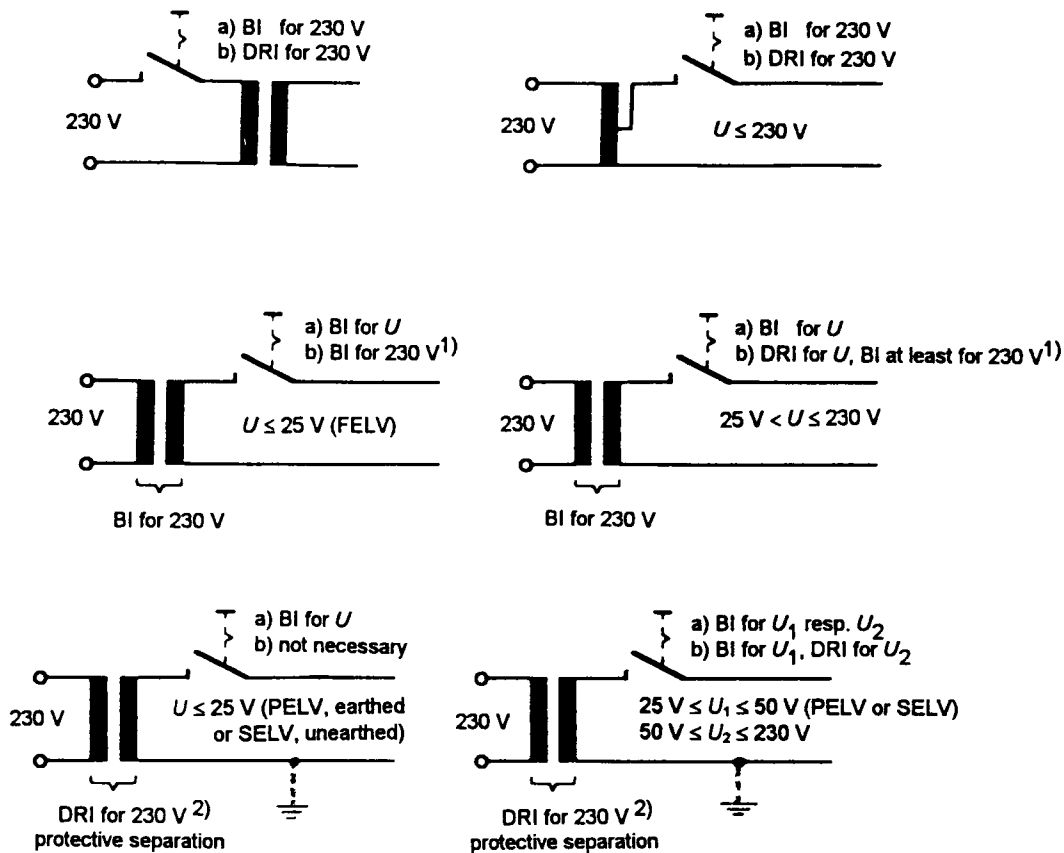 a) BI for 230 V
b) DRI for 230 V
230 V
a) BI for 230 V
b) DRI for 230 V
230 V
U ≤ 230 V
a) BI for U
b) BI for 230 V1)
230 V
U ≤ 25 V (FELV)
BI for 230 V
a) BI for U
b) DRI for U, BI at least for 230 V1)
230 V
25 V < U ≤ 230 V
BI for 230 V
a) BI for U
b) not necessary
230 V
U ≤ 25 V (PELV, earthed
or SELV, unearthed)
DRI for 230 V 2)
protective separation
a) BI for U1 resp. U2
b) BI for U1, DRI for U2
230 V
25 V ≤ U1 ≤ 50 V (PELV or SELV)
50 V ≤ U2 ≤ 230 V
DRI for 230 V 2)
protective separation